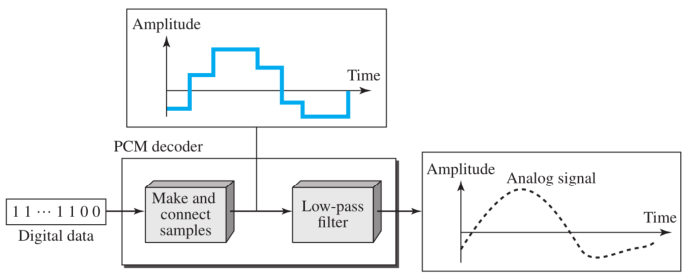 Amplitude
Time
PCM decoder
Amplitude
Analog signal
Make and
connect
samples
Low-pass
filter
Time
1 1 ··· 1 1 0 0
Digital data